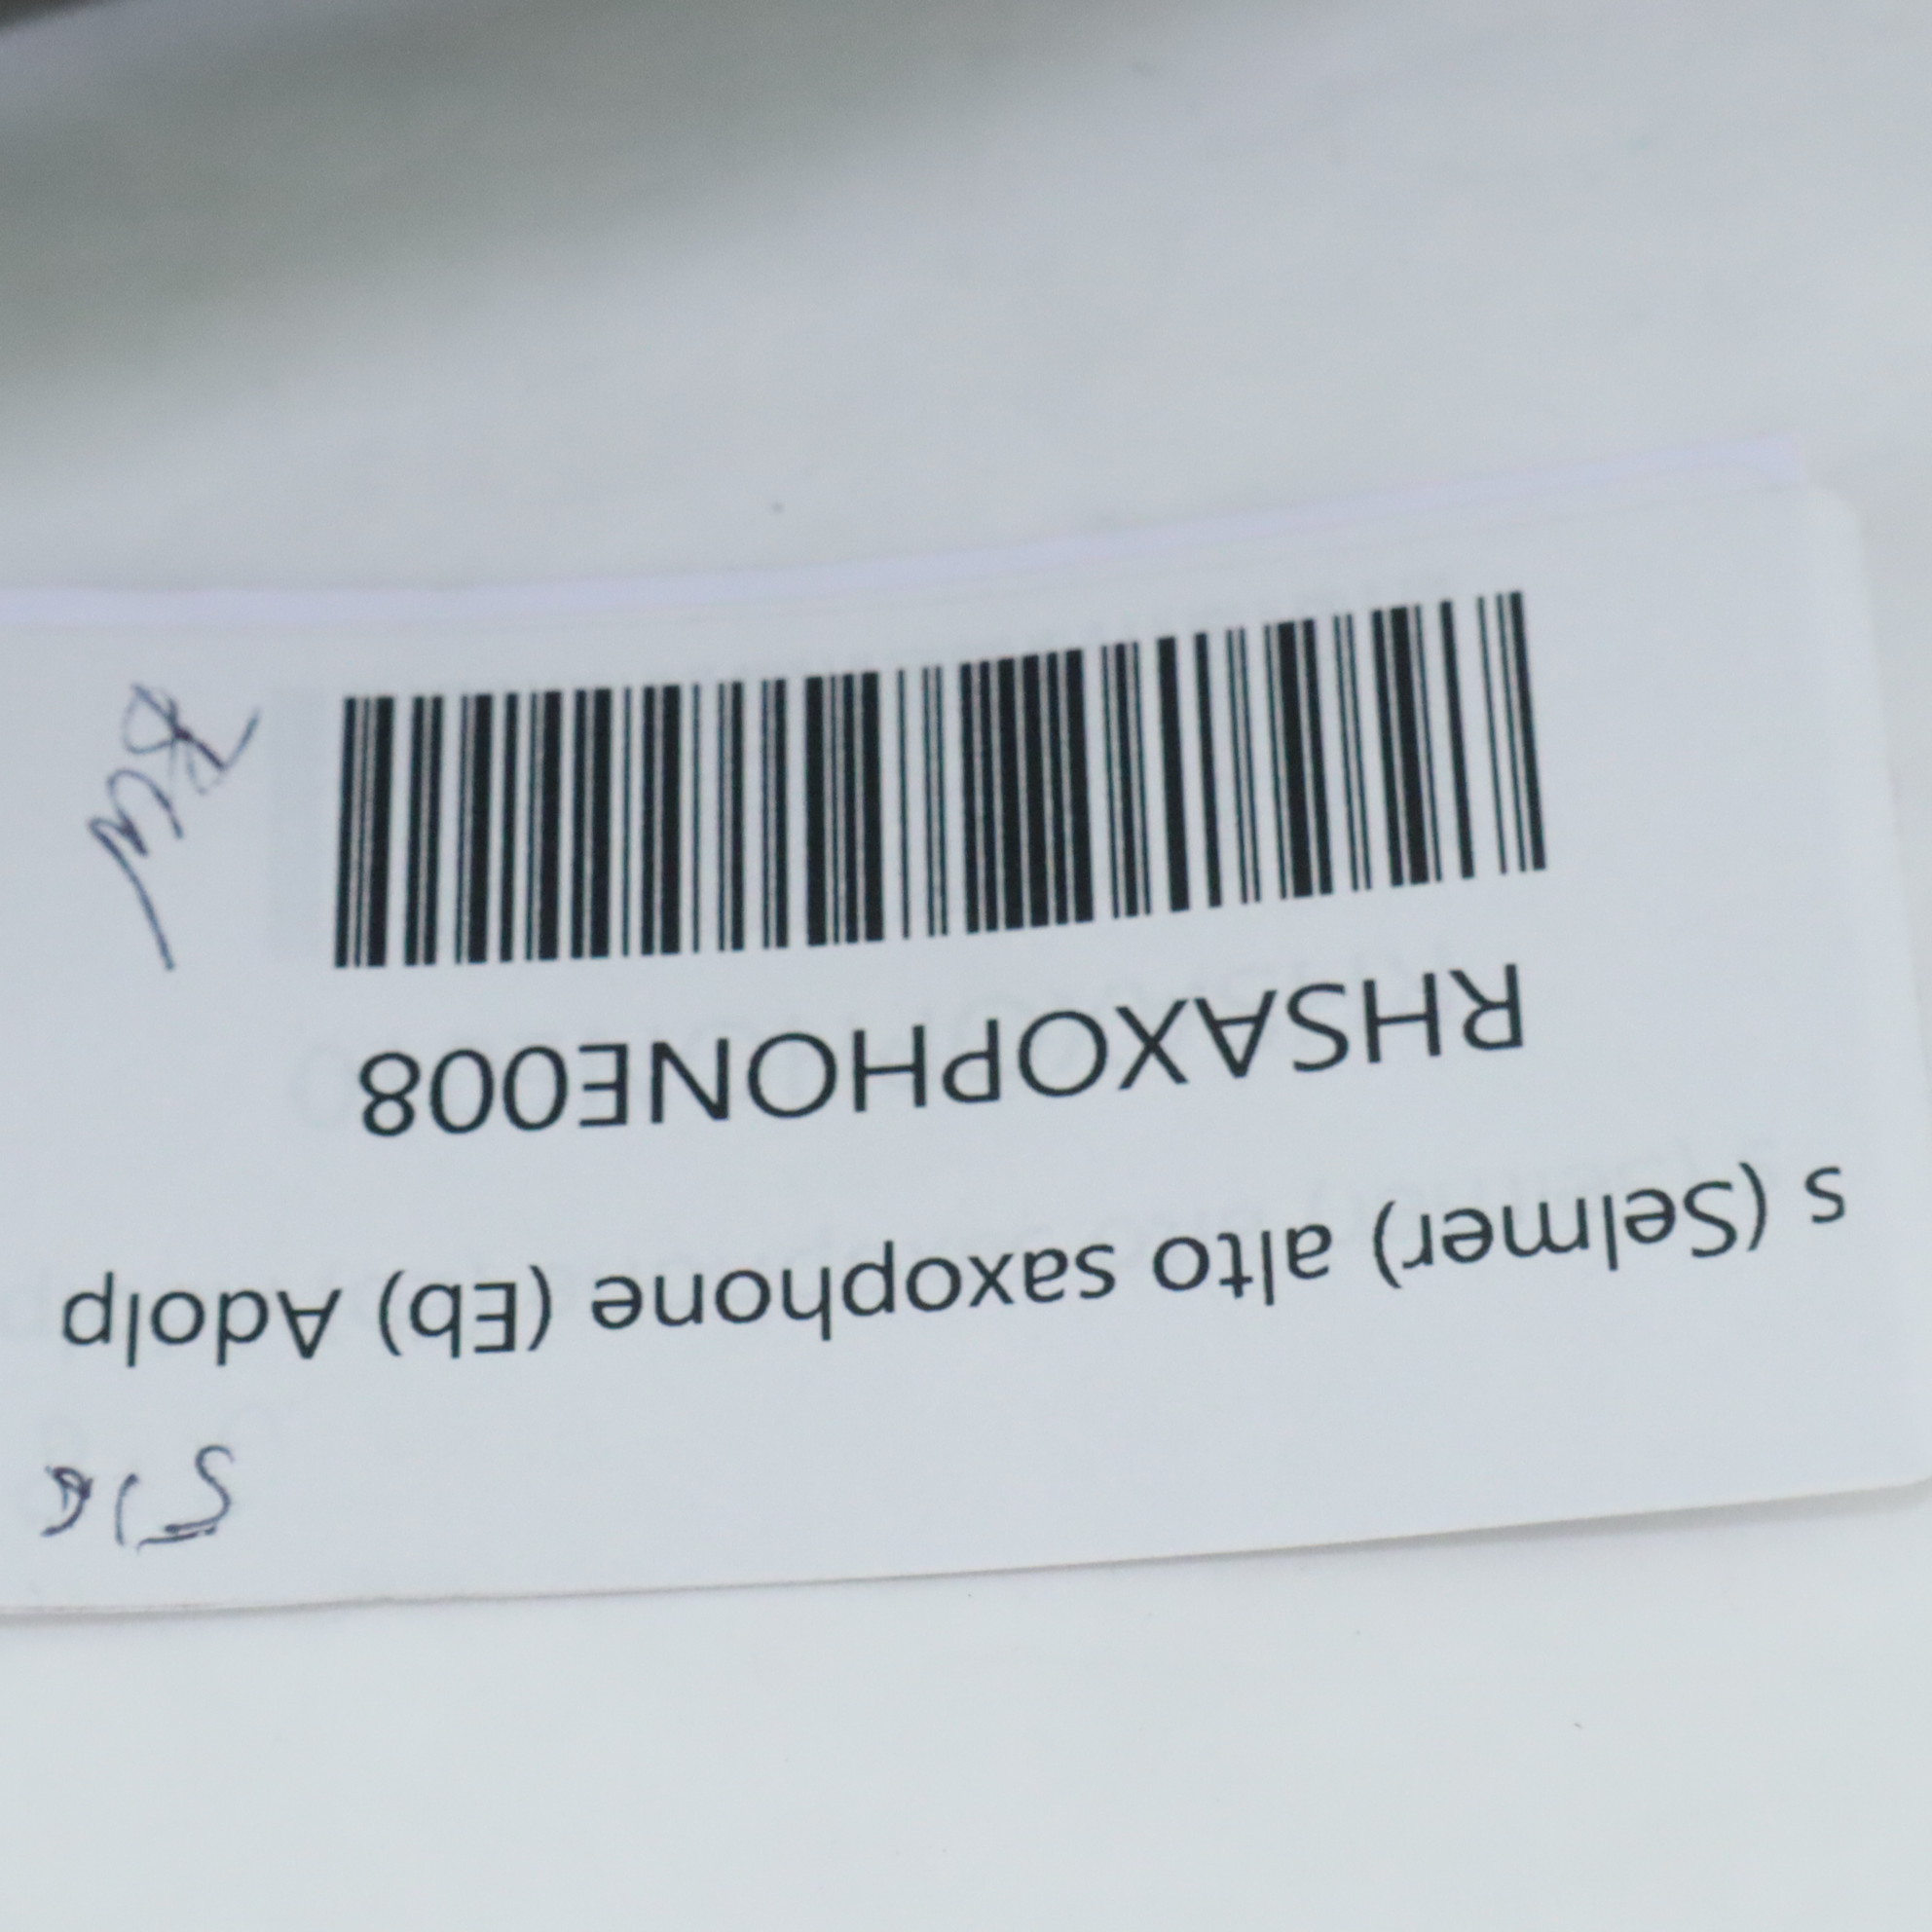 s (Selmer) alto saxophone (Eb) Adolp
RHSAXOPHONE008